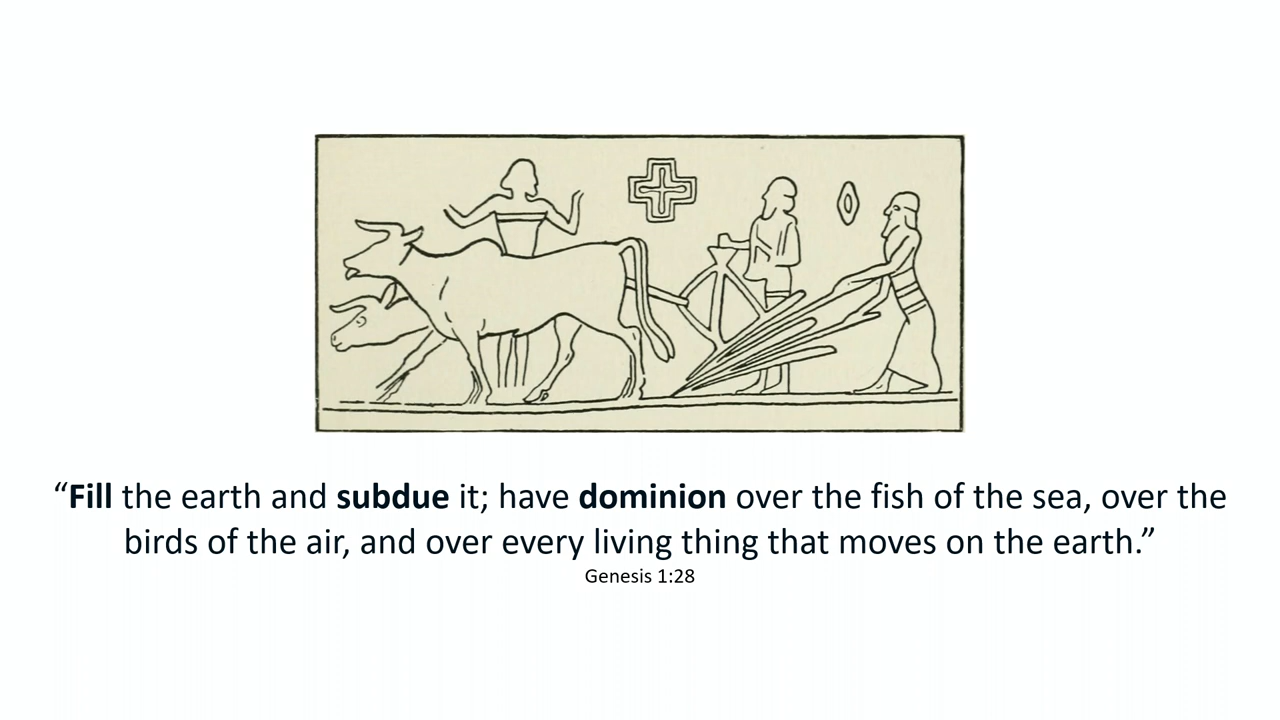 “Fill the earth and subdue it; have dominion over the fish of the sea, over the
birds of the air, and over every living thing that moves on the earth.”
Genesis 1:28